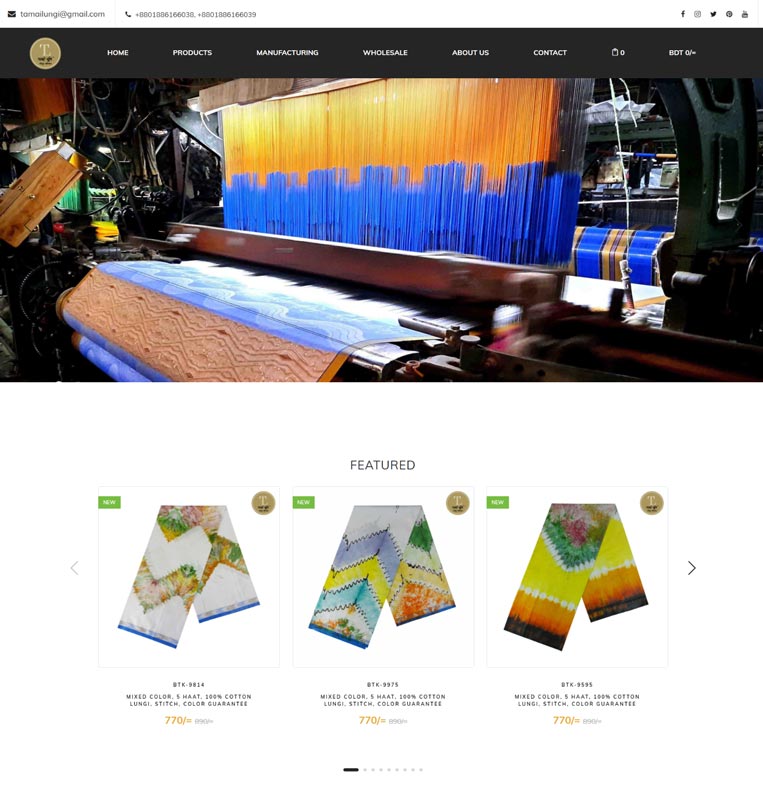 tamailungi@gmail.com
+8801886166038, +8801886166039
HOME
PRODUCTS
MANUFACTURING
WHOLESALE
ABOUT US
CONTACT
0
BDT 0/=
FEATURED
NEW
NEW
NEW
BTK-9814
MIXED COLOR, 5 HAAT, 100% COTTON
LUNGI, STITCH, COLOR GUARANTEE
770/= 890/=
BTK-9975
MIXED COLOR, 5 HAAT, 100% COTTON
LUNGI, STITCH, COLOR GUARANTEE
770/= 890/=
BTK-9595
MIXED COLOR, 5 HAAT, 100% COTTON
LUNGI, STITCH, COLOR GUARANTEE
770/= 890/=